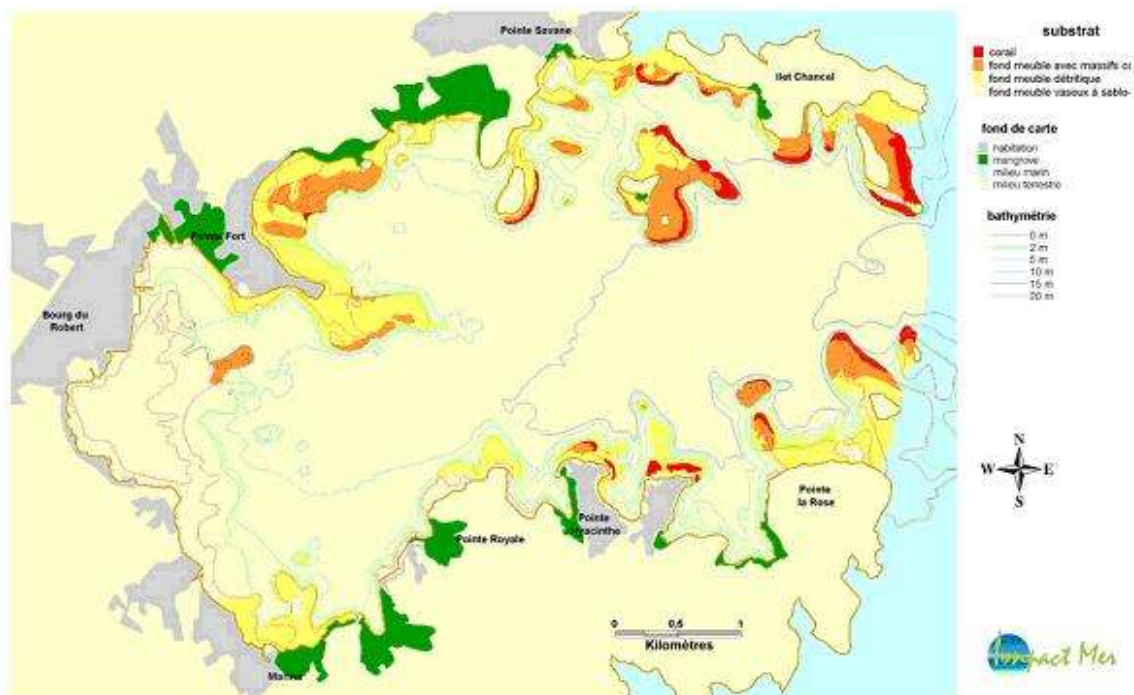 Pointe Savane
Ilet Chancel
Pointe Fort
Bourg du
Robert
Pointe
la Rose
Pointe
Hyacinthe
Pointe Royale
0 0,5 1
Kilomètres
substrat
corail
fond meuble avec massifs co
fond meuble détritique
fond meuble vaseux à sablo-
fond de carte
habitation
mangrove
milieu marin
milieu terrestre
bathymétrie
0 m
2 m
5 m
10 m
15 m
20 m
N
W E
S
Impact Mer